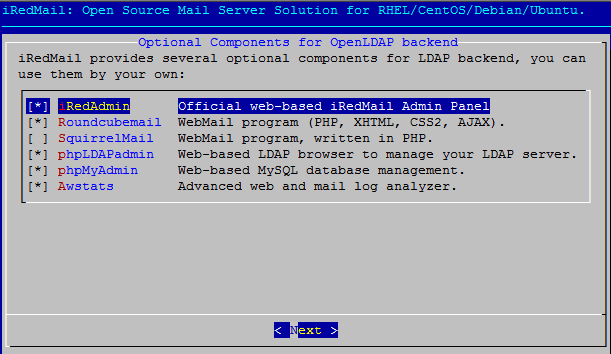 iRedMail: Open Source Mail Server Solution for RHEL/CentOS/Debian/Ubuntu.
Optional Components for OpenLDAP backend
iRedMail provides several optional components for LDAP backend, you can
use them by your own:
[*] iRedAdmin Official web-based iRedMail Admin Panel
[*] Roundcubemail WebMail program (PHP, XHTML, CSS2, AJAX).
[ ] SquirrelMail WebMail program, written in PHP.
[*] phpLDAPadmin Web-based LDAP browser to manage your LDAP server.
[*] phpMyAdmin Web-based MySQL database management.
[*] Awstats Advanced web and mail log analyzer.
< Next >